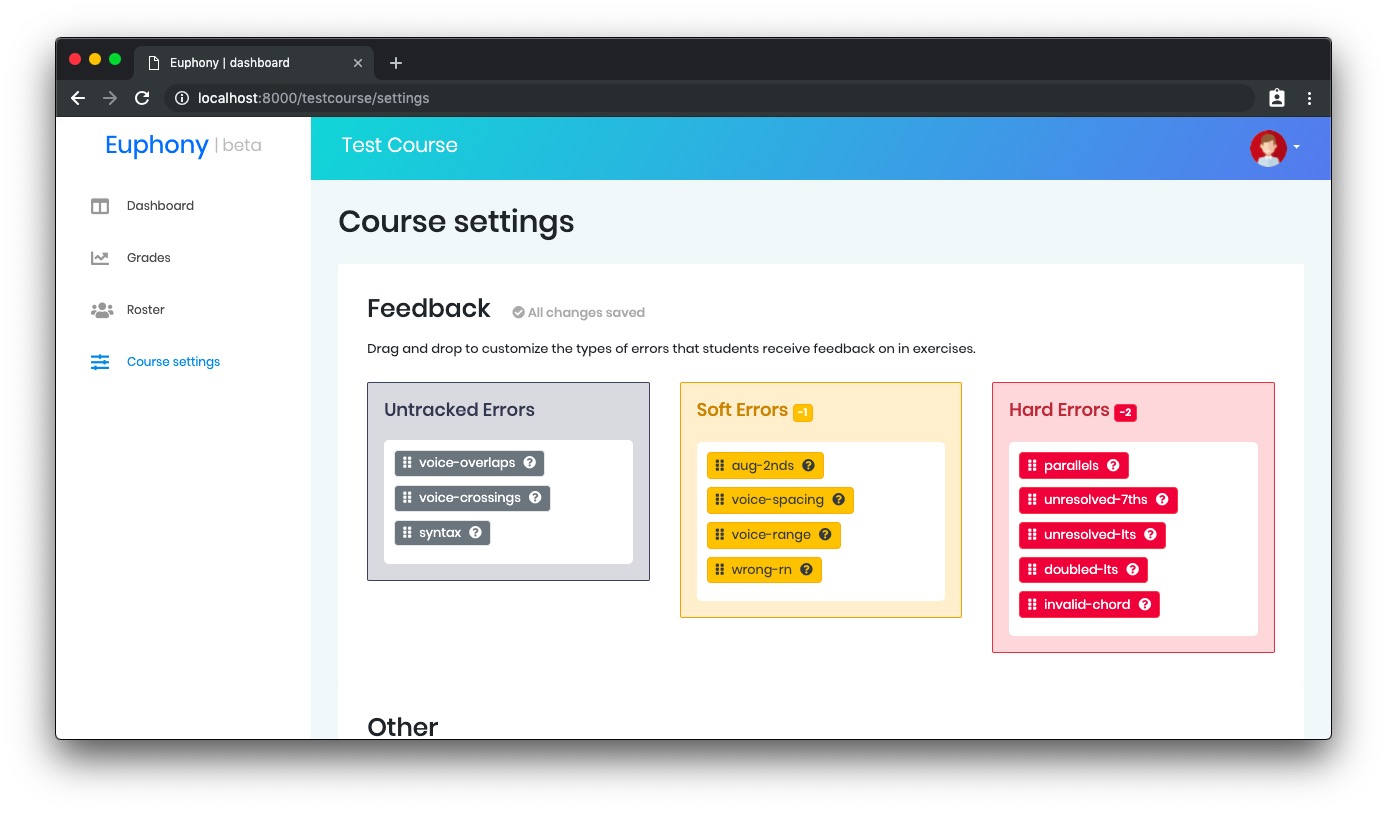 Euphony | dashboard
localhost:8000/testcourse/settings
Euphony | beta
Test Course
Dashboard
Grades
Roster
Course settings
Course settings
Feedback
All changes saved
Drag and drop to customize the types of errors that students receive feedback on in exercises.
Untracked Errors
voice-overlaps
voice-crossings
syntax
Soft Errors -1
aug-2nds
voice-spacing
voice-range
wrong-rn
Hard Errors -2
parallels
unresolved-7ths
unresolved-lts
doubled-lts
invalid-chord
Other